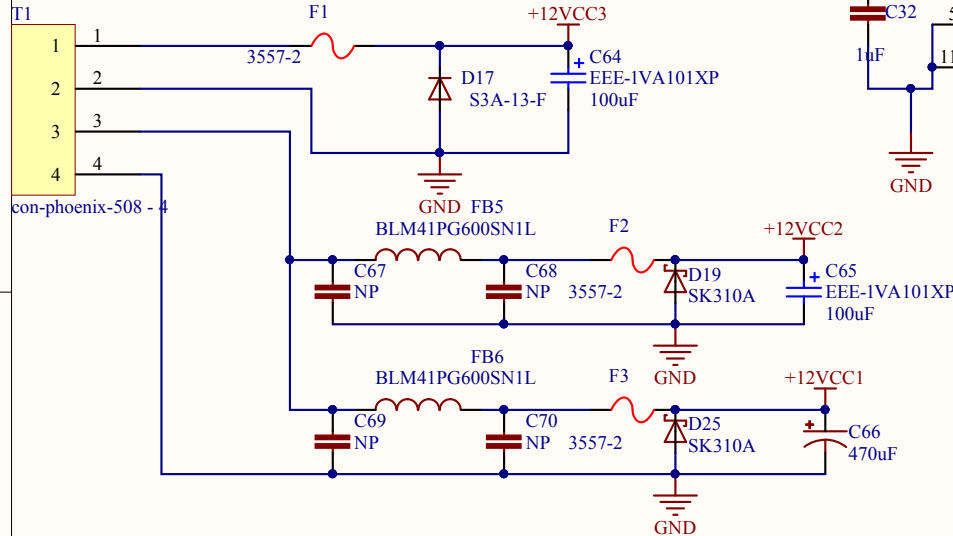 T1
1
1
2
2
3
3
4
4
con-phoenix-508 - 4
F1
3557-2
+12VCC3
D17
S3A-13-F
C64
EEE-1VA101XP
100uF
GND
C32
1uF
11
GND
FB5
BLM41PG600SN1L
C67
NP
C68
NP
F2
3557-2
D19
SK310A
+12VCC2
C65
EEE-1VA101XP
100uF
GND
FB6
BLM41PG600SN1L
C69
NP
C70
NP
F3
3557-2
D25
SK310A
+12VCC1
C66
470uF
GND